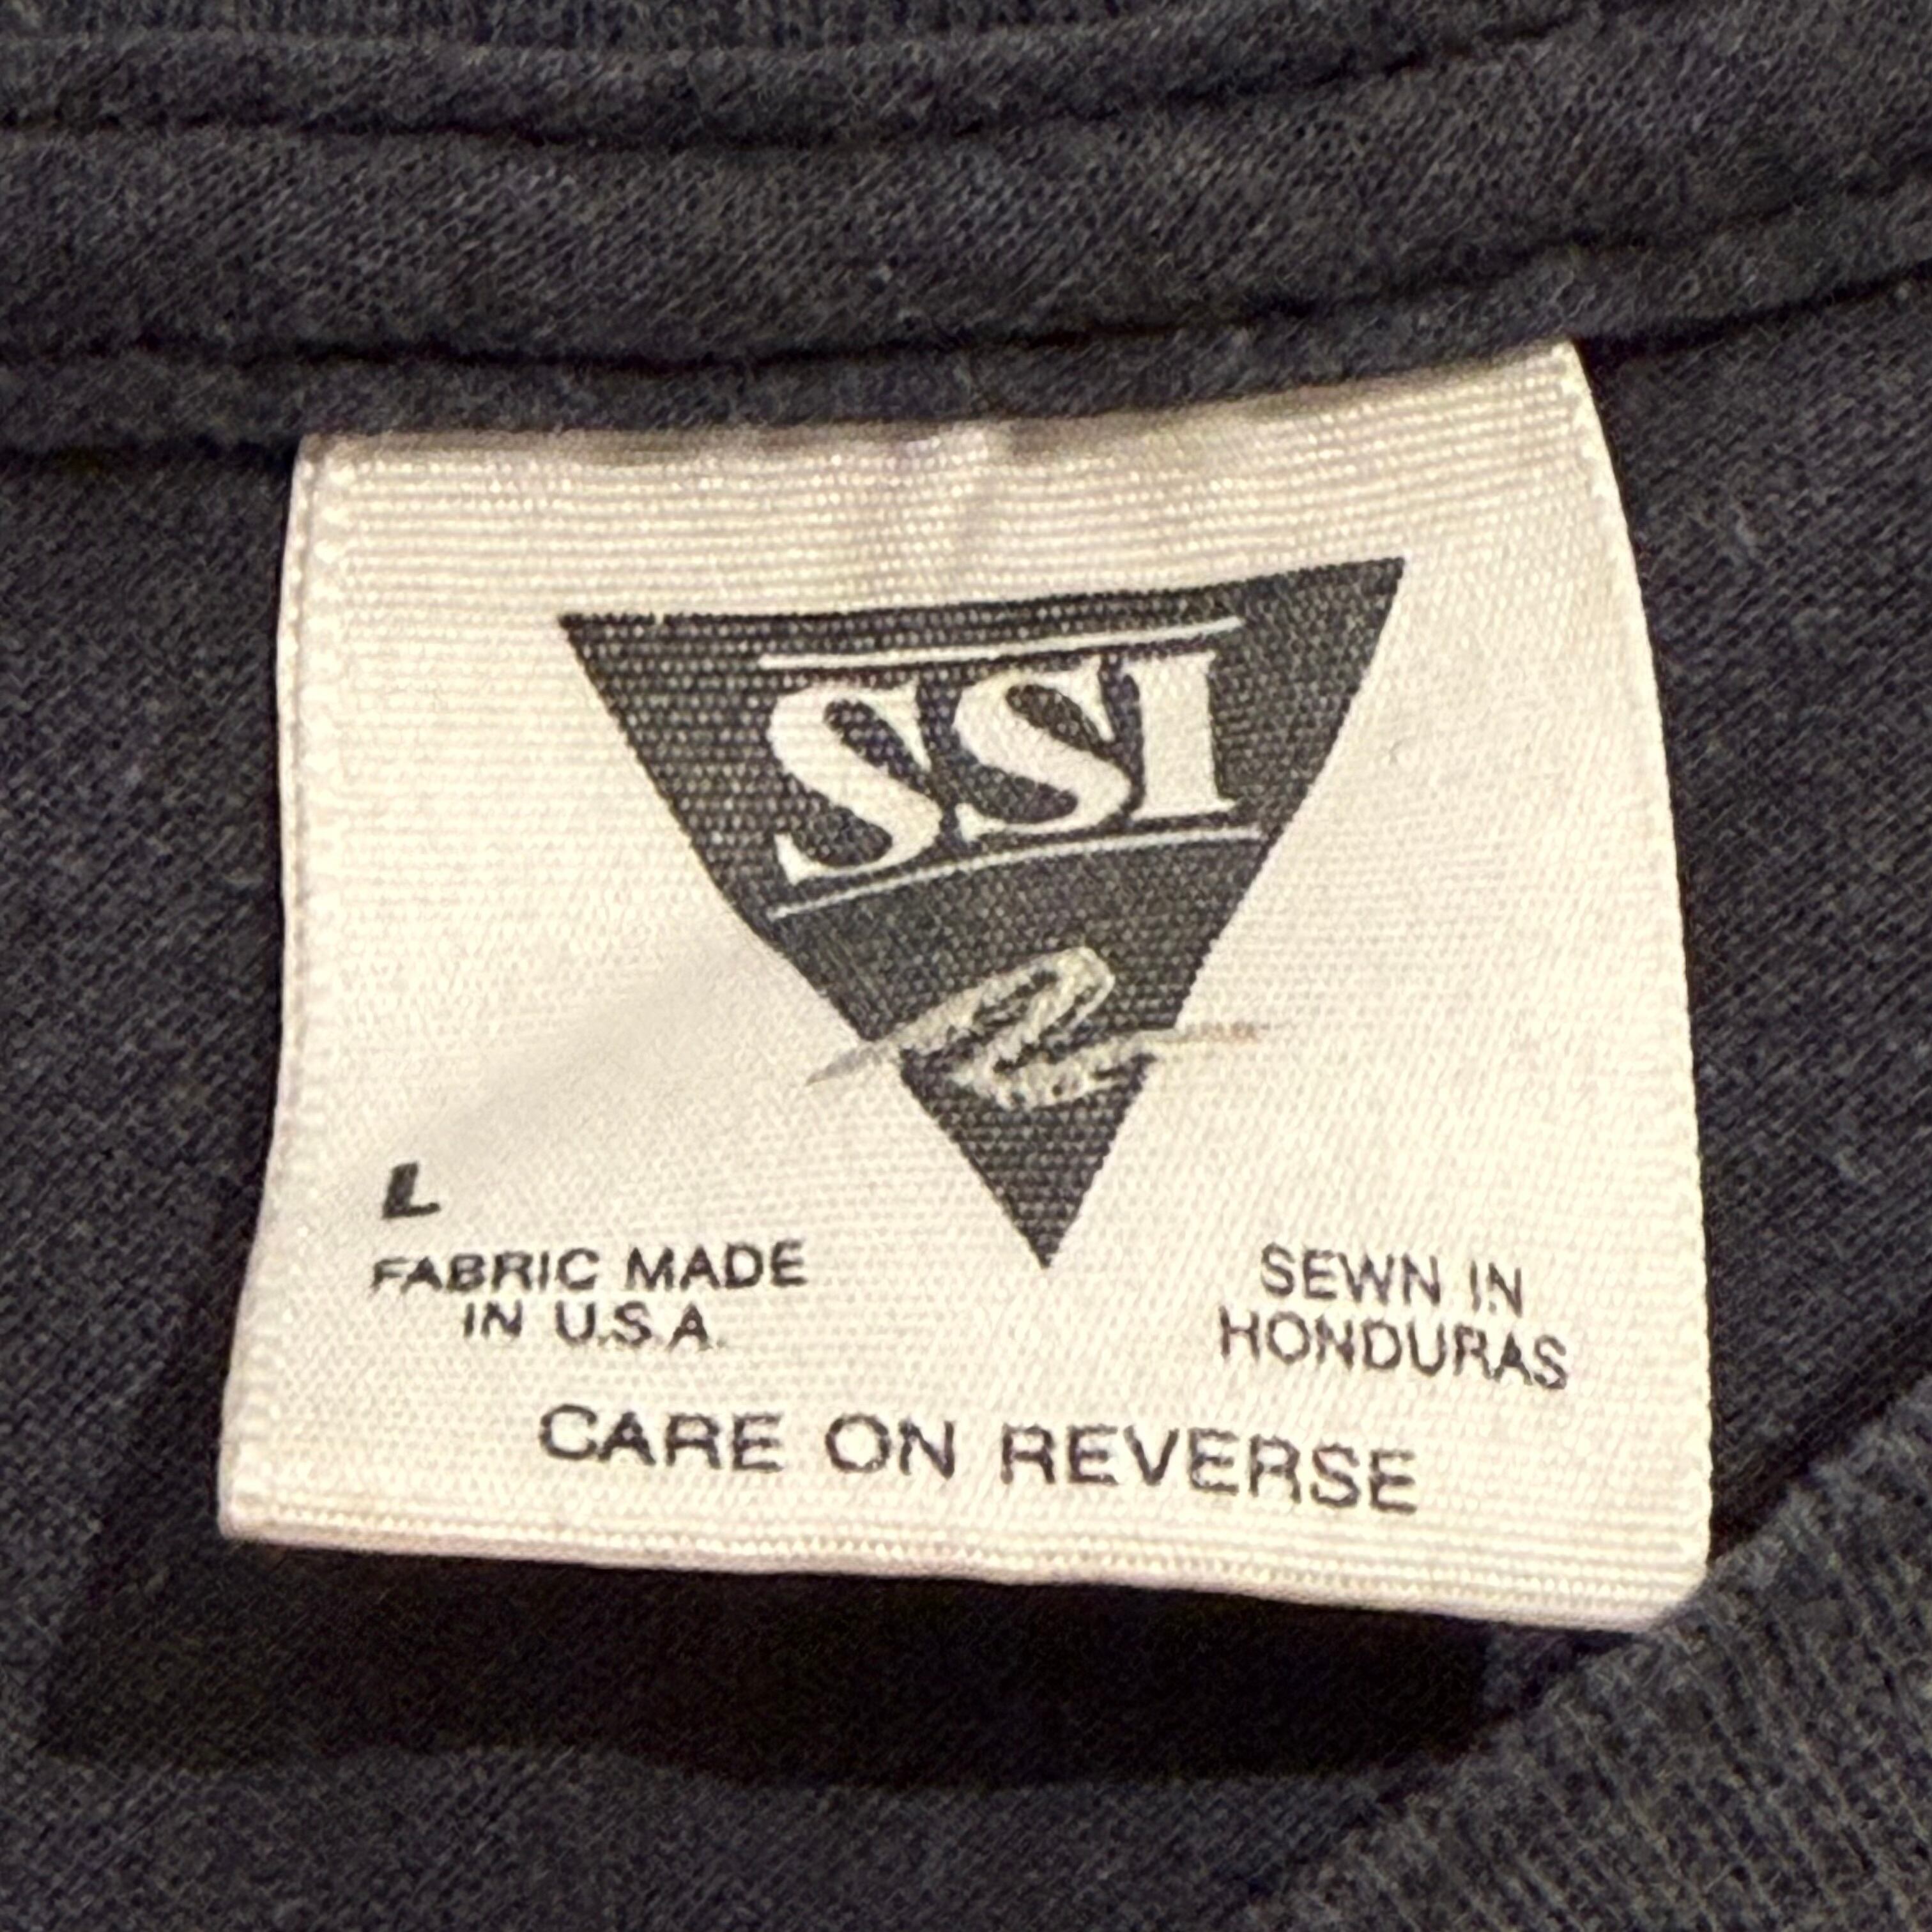 SSI
L
FABRIC MADE
IN U.S.A.
SEWN IN
HONDURAS
CARE ON REVERSE